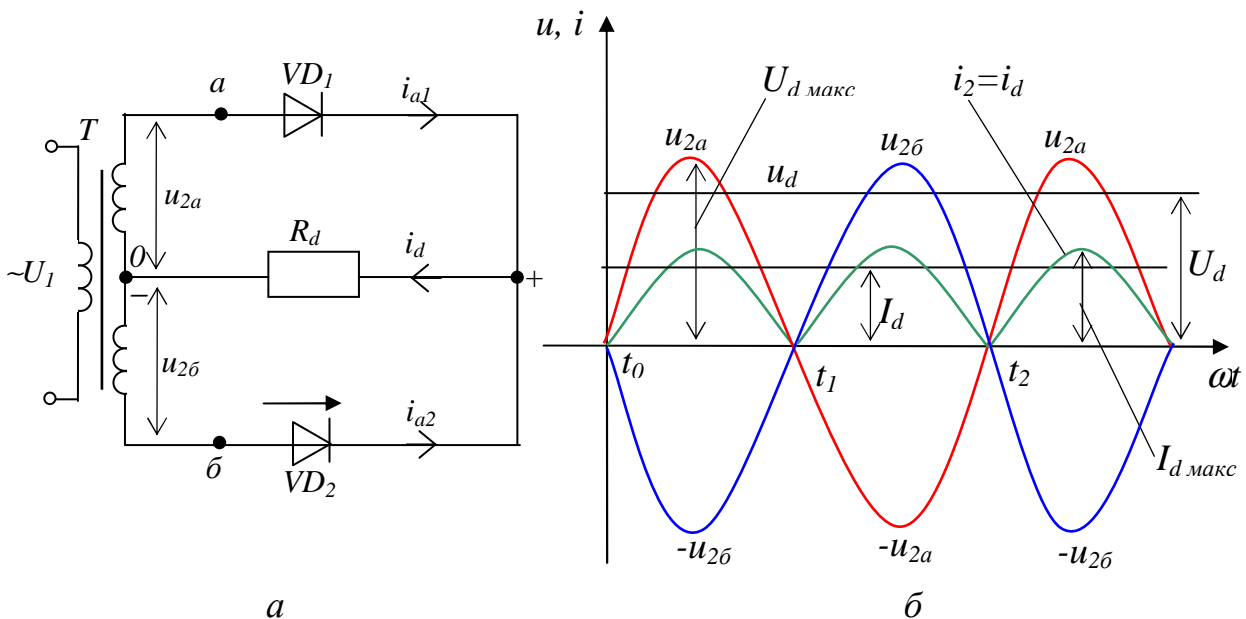 a
VD1
ia1
T
u2a
~U1
0
Rd
id
+
−
u2б
ia2
б
VD2
a
u, i
Ud макс
i2=id
u2a
u2б
u2a
ud
Ud
Id
t0
t1
t2
ωt
Id макс
-u2б
-u2a
-u2б
б